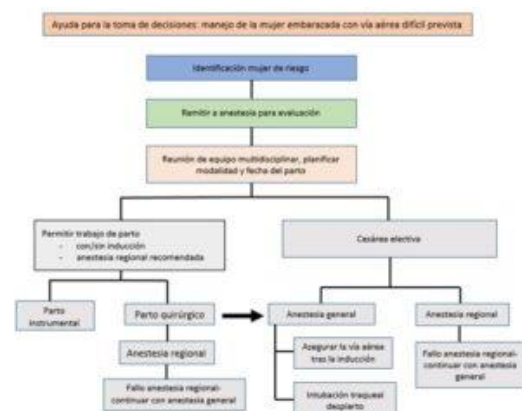 Ayuda para la toma de decisiones: manejo de la mujer embarazada con vía aérea difícil prevista
Identificación mujer de riesgo
Remitir a anestesia para evaluación
Reunión de equipo multidisciplinar, planificar
modalidad y fecha del parto
Permitir trabajo de parto
- con/sin inducción
- anestesia regional recomendada
Cesárea electiva
Parto
instrumental
Parto quirúrgico
Anestesia general
Anestesia regional
Anestesia regional
Asegurar la vía aérea
tras la inducción
Fallo anestesia regional-
continuar con anestesia
general
Fallo anestesia regional-
continuar con anestesia general
Intubación traqueal
despierto